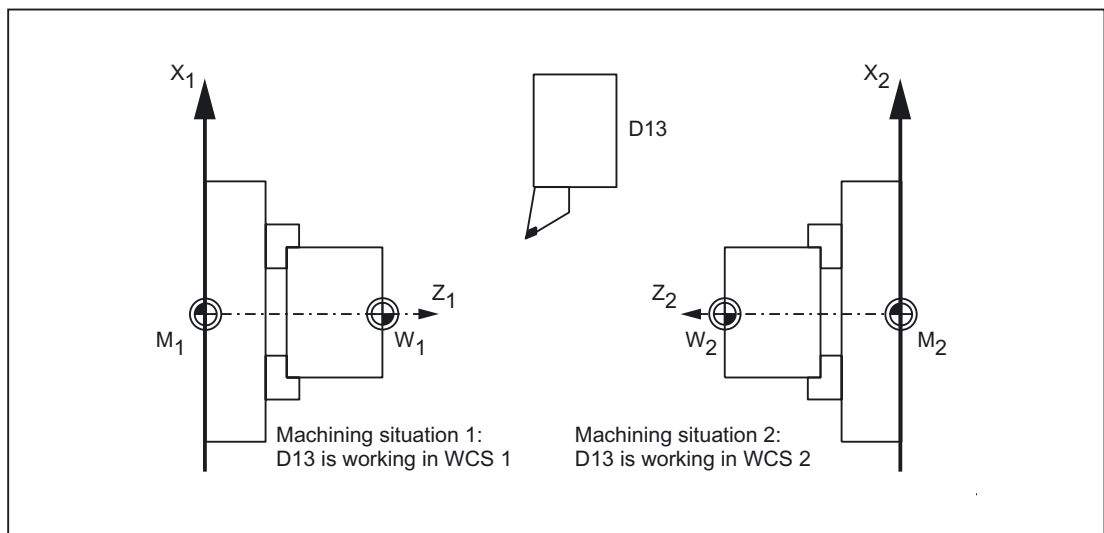 X1
X2
D13
Z1
Z2
M1
W1
W2
M2
Machining situation 1:
D13 is working in WCS 1
Machining situation 2:
D13 is working in WCS 2